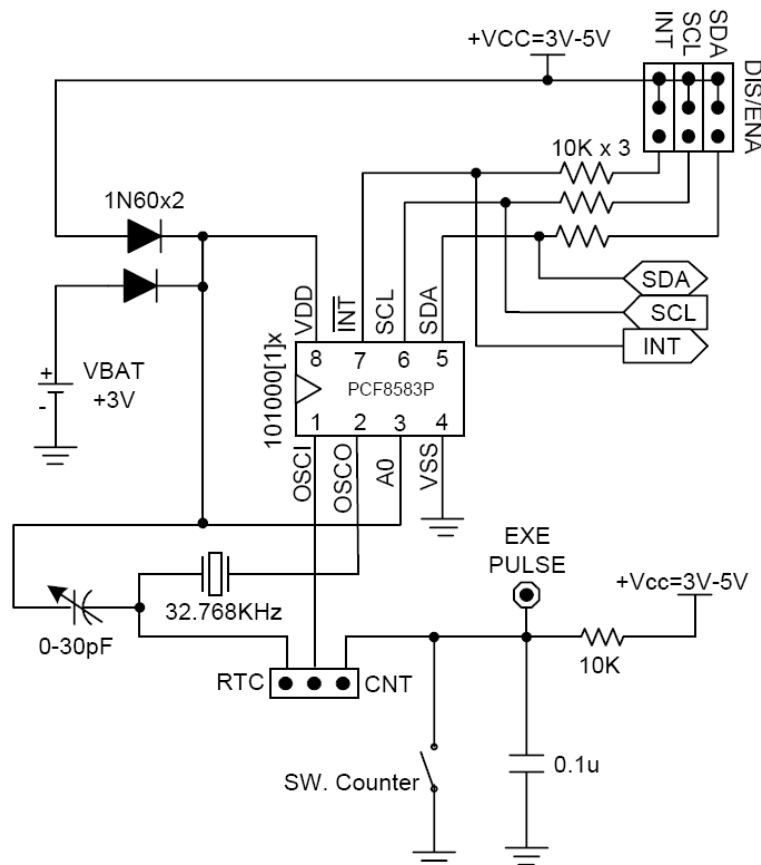 +VCC=3V-5V
INT
SCL
SDA
DIS/ENA
10K x 3
1N60x2
VDD
INT
SCL
SDA
SDA
SCL
INT
VBAT
+3V
+
-
101000[1]x
8 7 6 5
PCF8583P
1 2 3 4
OSCI
OSCO
A0
VSS
EXE
PULSE
+Vcc=3V-5V
32.768KHz
0-30pF
10K
RTC
CNT
SW. Counter
0.1u